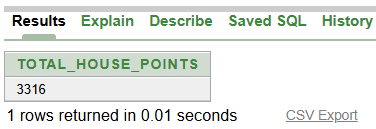 Results Explain Describe Saved SQL History
TOTAL_HOUSE_POINTS
3316
1 rows returned in 0.01 seconds CSV Export